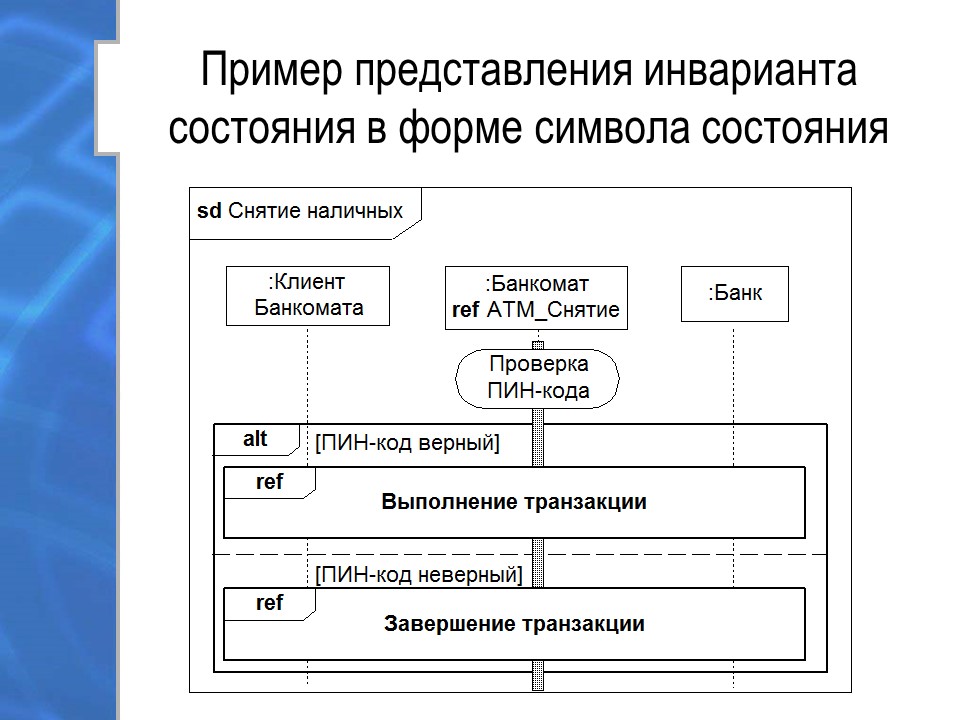 Пример представления инварианта
состояния в форме символа состояния
sd Снятие наличных
:Клиент
Банкомата
:Банкомат
ref АТМ_Снятие
:Банк
Проверка
ПИН-кода
alt
[ПИН-код верный]
ref
Выполнение транзакции
[ПИН-код неверный]
ref
Завершение транзакции